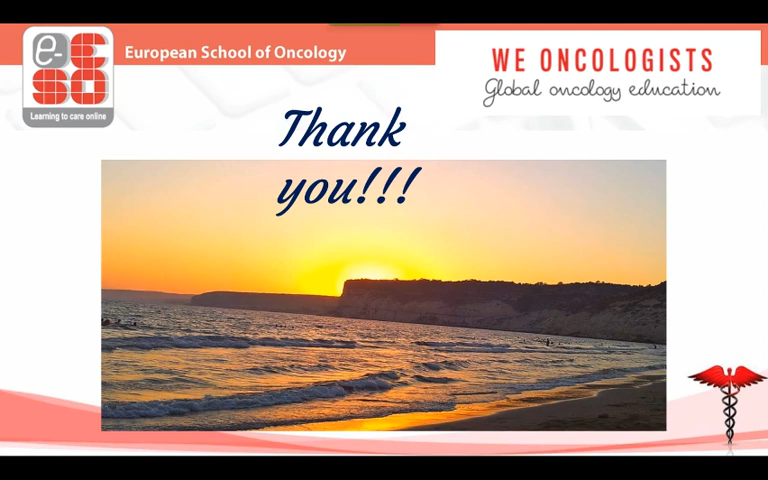 e-ESO
Learning to care online
European School of Oncology
WE ONCOLOGISTS
Global oncology education
Thank
you!!!